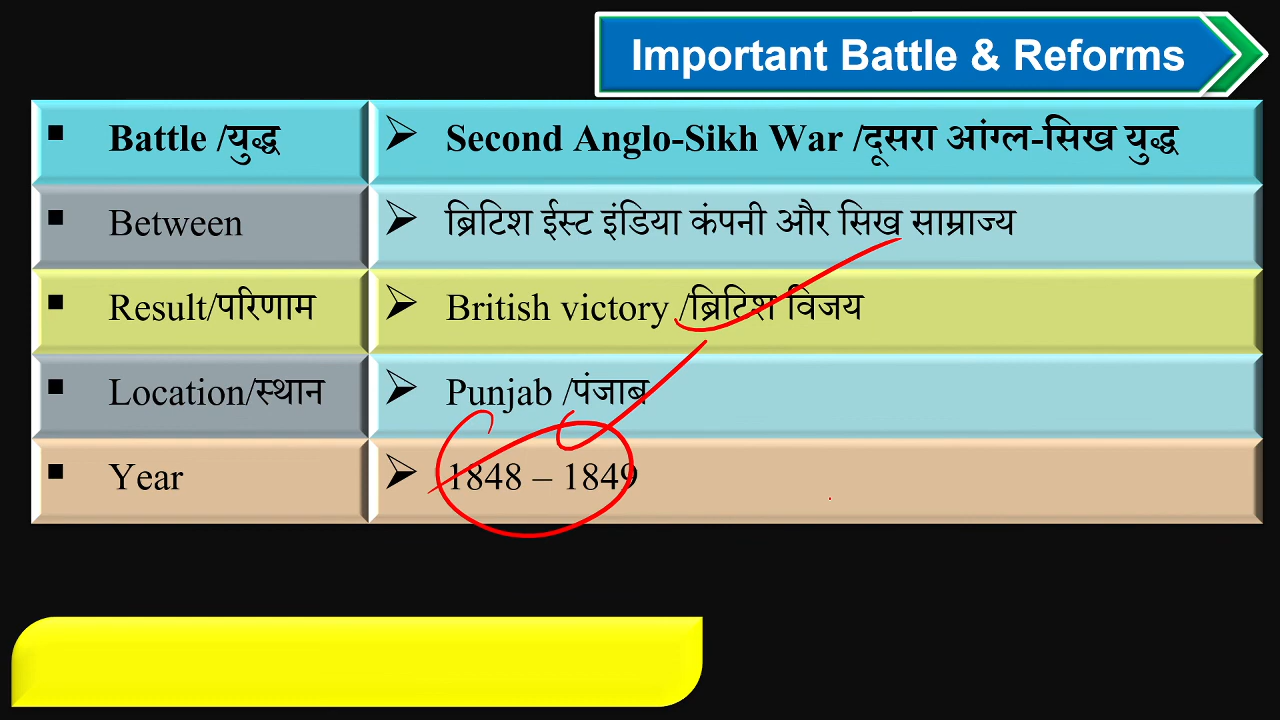 Important Battle & Reforms
Battle /युद्ध
Second Anglo-Sikh War /दूसरा आंग्ल-सिख युद्ध
Between
ब्रिटिश ईस्ट इंडिया कंपनी और सिख साम्राज्य
Result/परिणाम
British victory /ब्रिटिश विजय
Location/स्थान
Punjab /पंजाब
Year
1848 – 1849